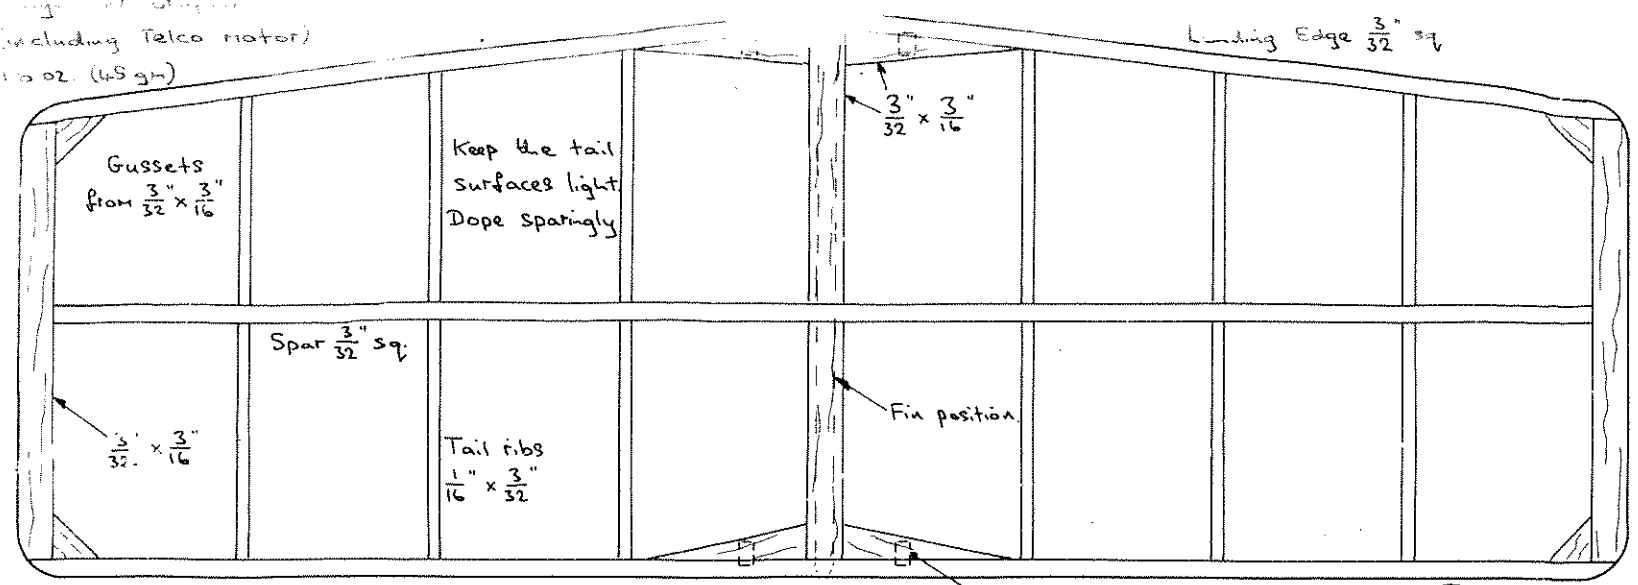 including Telco motor)
oz. (45 gm)
Leading Edge 3/32" sq
3/32" x 3/16"
Gussets
from 3/32" x 3/16"
Keep the tail
surfaces light.
Dope sparingly
Spar 3/32" sq.
Fin position.
3/32" x 3/16"
Tail ribs
1/16" x 3/32"